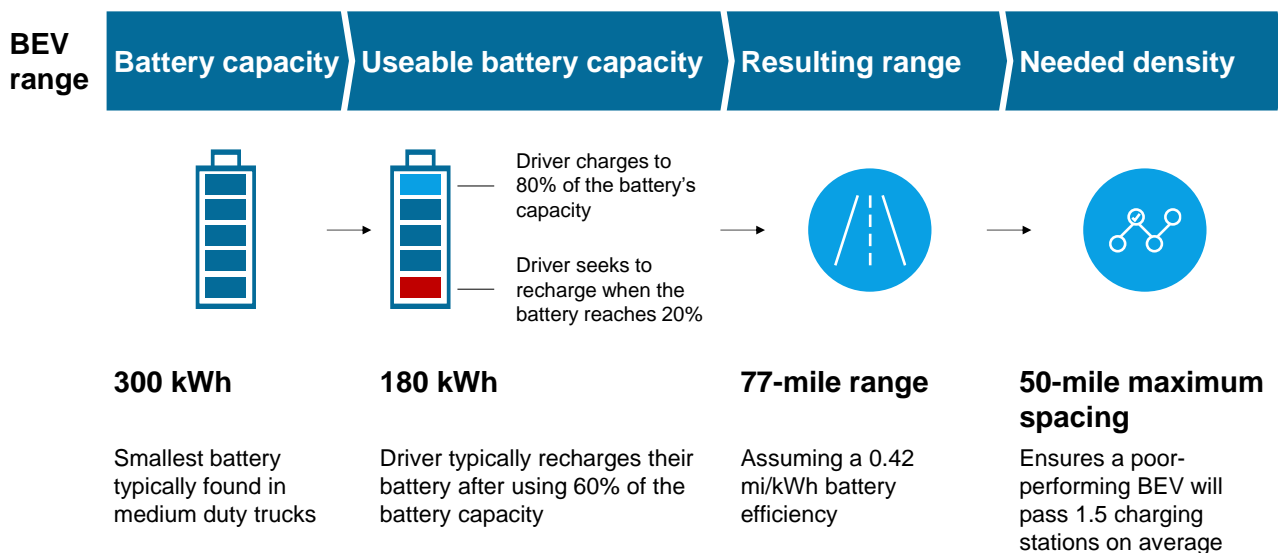 BEV
range
Battery capacity
Useable battery capacity
Resulting range
Needed density
Driver charges to
80% of the battery's
capacity
Driver seeks to
recharge when the
battery reaches 20%
300 kWh
Smallest battery
typically found in
medium duty trucks
180 kWh
Driver typically recharges their
battery after using 60% of the
battery capacity
77-mile range
Assuming a 0.42
mi/kWh battery
efficiency
50-mile maximum
spacing
Ensures a poor-
performing BEV will
pass 1.5 charging
stations on average